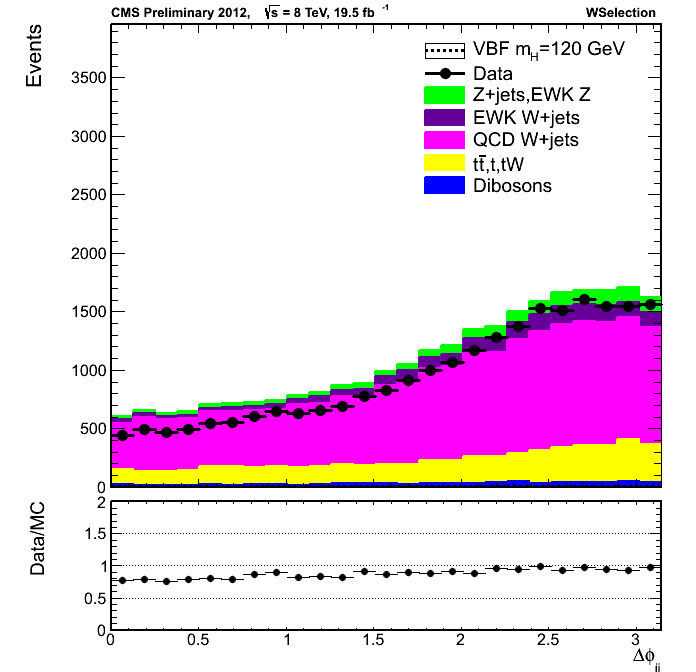 CMS Preliminary 2012, √s = 8 TeV, 19.5 fb⁻¹ WSelection
Events
3500
3000
2500
2000
1500
1000
500
0
VBF m_H=120 GeV
Data
Z+jets,EWK Z
EWK W+jets
QCD W+jets
tt̄,t,tW
Dibosons
Data/MC
2
1.5
1
0.5
0
0 0.5 1 1.5 2 2.5 3
Δϕ_jj